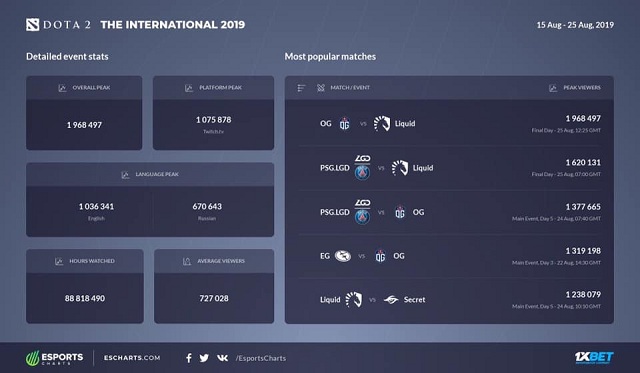 DOTA 2 THE INTERNATIONAL 2019
15 Aug - 25 Aug, 2019
Detailed event stats
Most popular matches
OVERALL PEAK
1 968 497
PLATFORM PEAK
1 075 878
Twitch.tv
LANGUAGE PEAK
1 036 341
English
670 643
Russian
HOURS WATCHED
88 818 490
AVERAGE VIEWERS
727 028
MATCH / EVENT
PEAK VIEWERS
OG OG vs Liquid
1 968 497
Final Day - 25 Aug, 12:25 GMT
PSG.LGD LGD vs Liquid
1 620 131
Final Day - 25 Aug, 07:00 GMT
PSG.LGD LGD vs OG OG
1 377 665
Main Event, Day 5 - 24 Aug, 07:40 GMT
EG vs OG OG
1 319 198
Main Event, Day 3 - 22 Aug, 14:30 GMT
Liquid vs Secret
1 238 079
Main Event, Day 5 - 24 Aug, 10:10 GMT
ESPORTS
CHARTS
ESCHARTS.COM
/EsportsCharts
1XBET